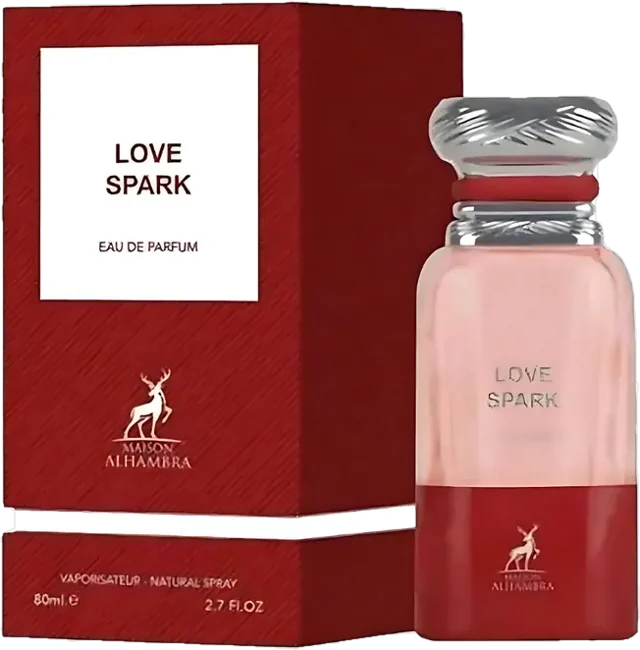 LOVE
SPARK
EAU DE PARFUM
MAISON
ALHAMBRA
VAPORISATEUR - NATURAL SPRAY
80ml.e 2.7 Fl.OZ
LOVE
SPARK
MAISON
ALHAMBRA